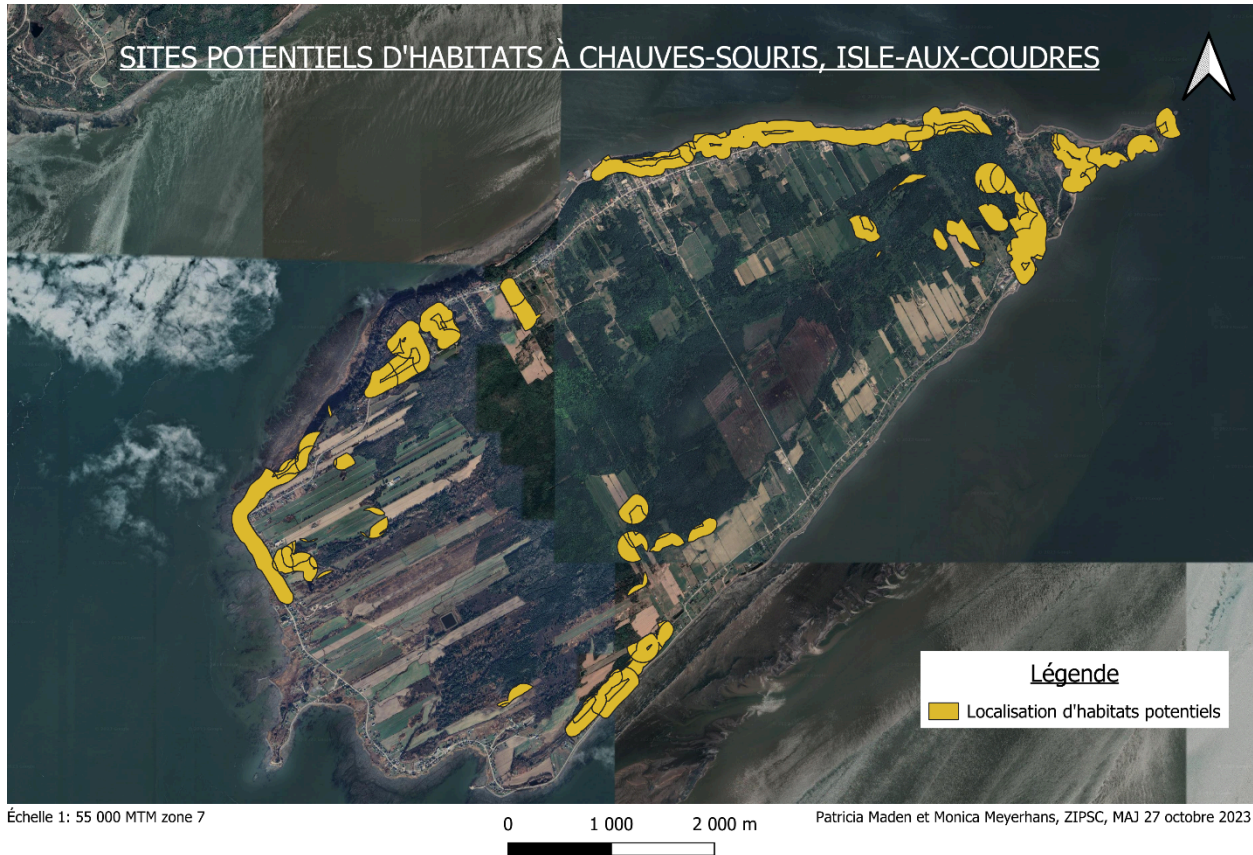 SITES POTENTIELS D'HABITATS À CHAUVES-SOURIS, ISLE-AUX-COUDRES
Légende
Localisation d'habitats potentiels
Échelle 1: 55 000 MTM zone 7
Patricia Maden et Monica Meyerhans, ZIPSC, MAJ 27 octobre 2023
0 1 000 2 000 m